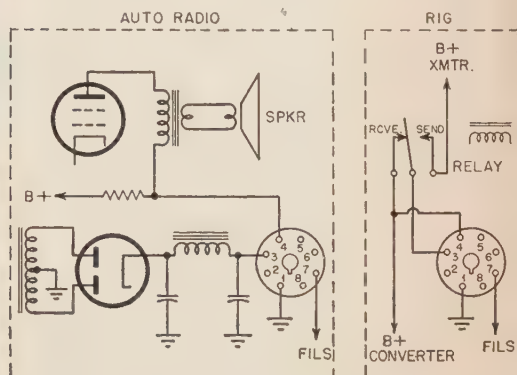 AUTO RADIO
SPKR
B+
3 4 5
2 6
1 8 7
FILS
RIG
B+
XMTR.
RCVE.
SEND
RELAY
3 4 5
2 6
1 8 7
B+
CONVERTER
FILS